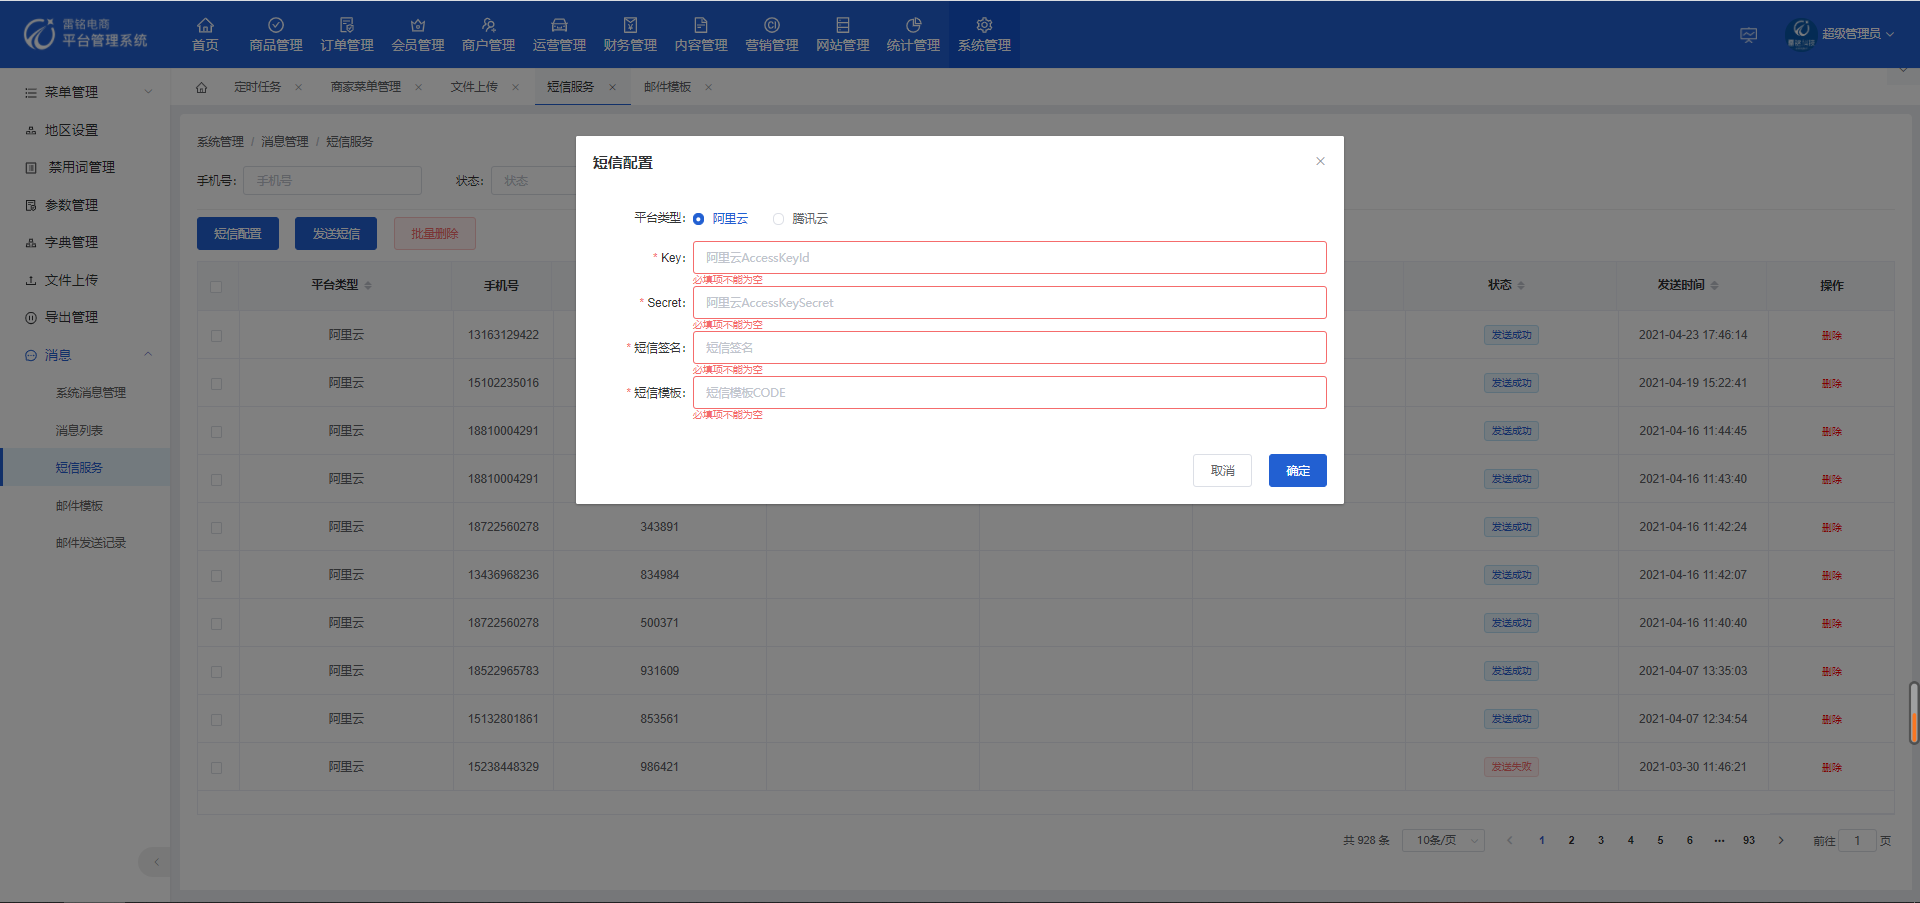 雷铭电商
平台管理系统
首页 商品管理 订单管理 会员管理 商户管理 运营管理 财务管理 内容管理 营销管理 网站管理 统计管理 系统管理
超级管理员
菜单管理
地区设置
禁用词管理
参数管理
字典管理
文件上传
导出管理
消息
系统消息管理
消息列表
短信服务
邮件模板
邮件发送记录
定时任务 × 商家菜单管理 × 文件上传 × 短信服务 × 邮件模板 ×
系统管理 / 消息管理 / 短信服务
手机号: 手机号 状态: 状态
短信配置 发送短信 批量删除
平台类型 手机号 状态 发送时间 操作
阿里云 13163129422 发送成功 2021-04-23 17:46:14 删除
阿里云 15102235016 发送成功 2021-04-19 15:22:41 删除
阿里云 18810004291 发送成功 2021-04-16 11:44:45 删除
阿里云 18810004291 发送成功 2021-04-16 11:43:40 删除
阿里云 18722560278 343891 发送成功 2021-04-16 11:42:24 删除
阿里云 13436968236 834984 发送成功 2021-04-16 11:42:07 删除
阿里云 18722560278 500371 发送成功 2021-04-16 11:40:40 删除
阿里云 18522965783 931609 发送成功 2021-04-07 13:35:03 删除
阿里云 15132801861 853561 发送成功 2021-04-07 12:34:54 删除
阿里云 15238448329 986421 发送失败 2021-03-30 11:46:21 删除
共 928 条 10条/页 1 2 3 4 5 6 ··· 93 前往 1 页
短信配置 ×
平台类型: 阿里云 腾讯云
* Key: 阿里云AccessKeyId
必填项不能为空
* Secret: 阿里云AccessKeySecret
必填项不能为空
* 短信签名: 短信签名
必填项不能为空
* 短信模板: 短信模板CODE
必填项不能为空
取消 确定